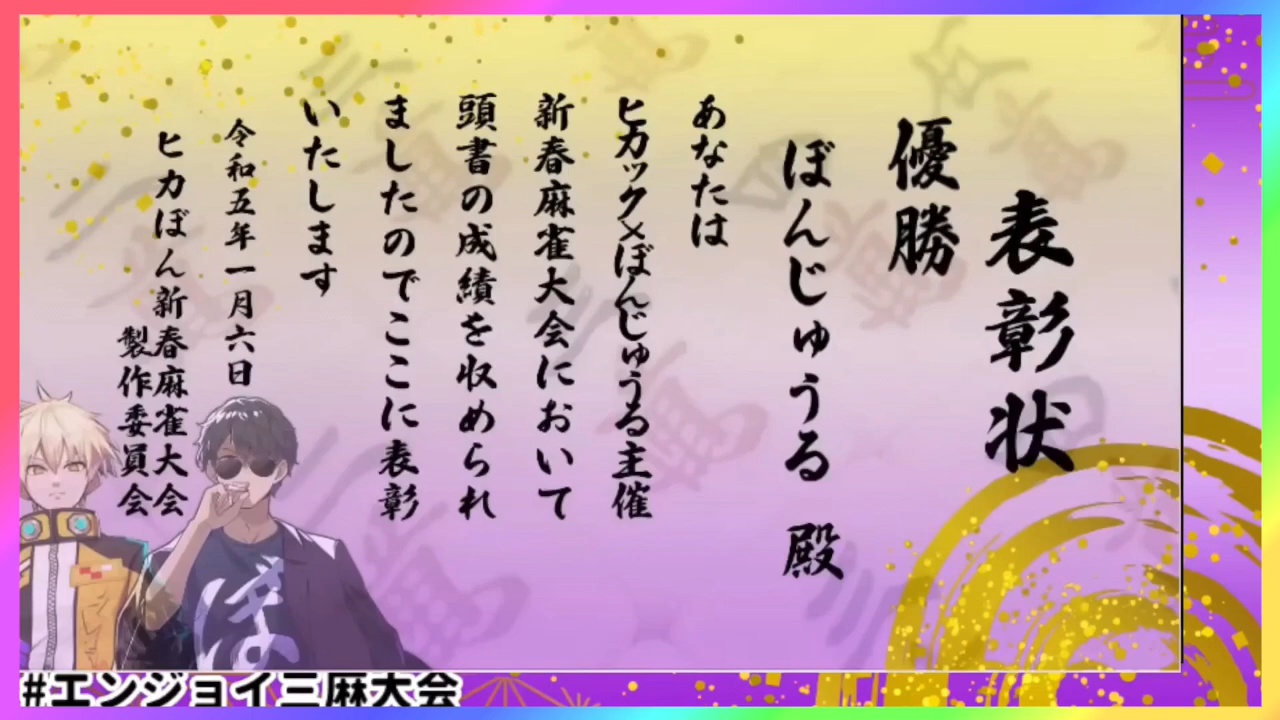 表彰状
優勝
ぼんじゅうる 殿
あなたは
ヒカック×ぼんじゅうる主催
新春麻雀大会において
頭書の成績を収められ
ましたのでここに表彰
いたします
令和五年一月六日
ヒカぼん新春麻雀大会
製作委員会
ぼ
#エンジョイ三麻大会